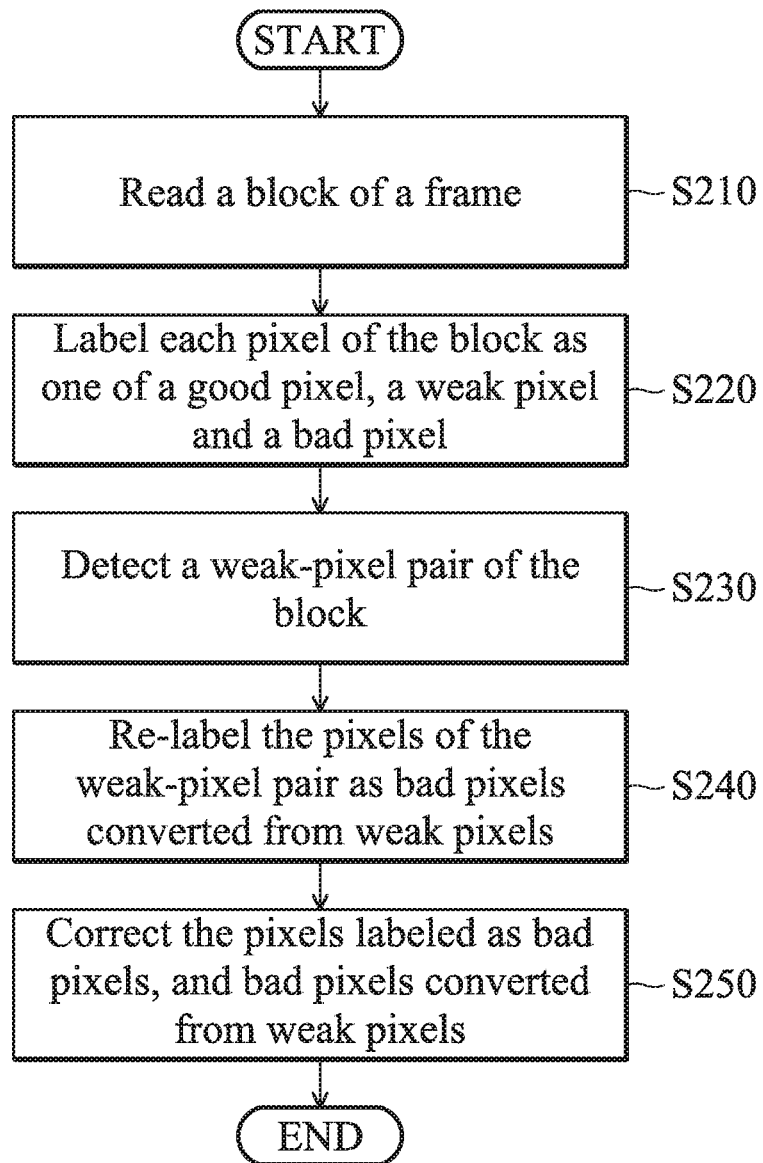 START
Read a block of a frame
S210
Label each pixel of the block as
one of a good pixel, a weak pixel
and a bad pixel
S220
Detect a weak-pixel pair of the
block
S230
Re-label the pixels of the
weak-pixel pair as bad pixels
converted from weak pixels
S240
Correct the pixels labeled as bad
pixels, and bad pixels converted
from weak pixels
S250
END